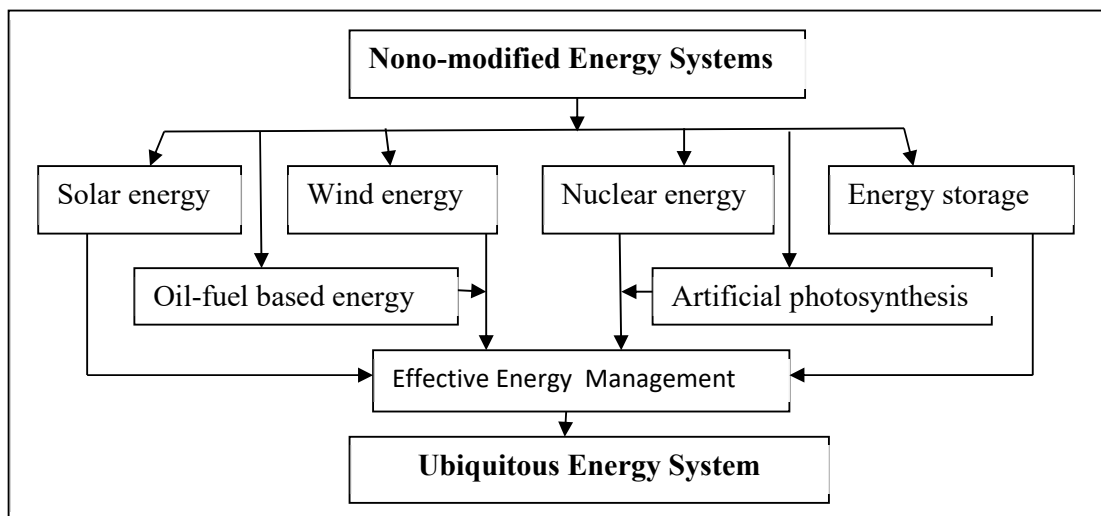 Nono-modified Energy Systems
Solar energy
Wind energy
Nuclear energy
Energy storage
Oil-fuel based energy
Artificial photosynthesis
Effective Energy Management
Ubiquitous Energy System